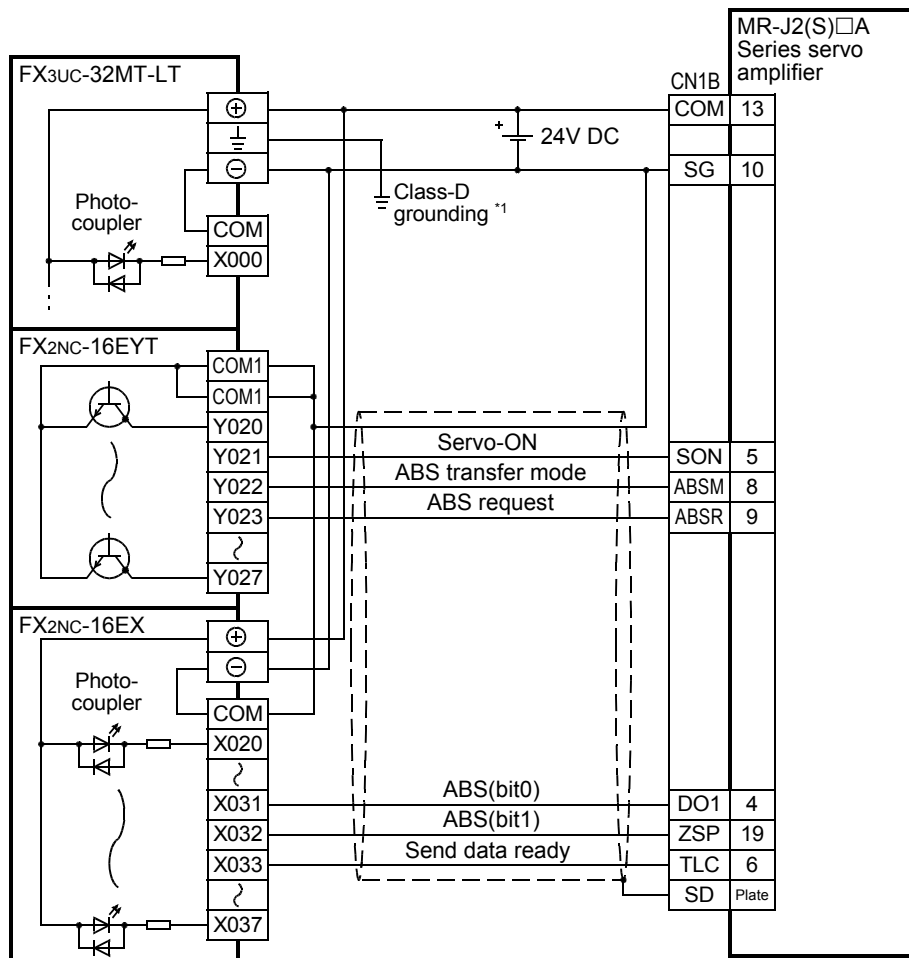 MR-J2(S)□A
Series servo
amplifier
FX3UC-32MT-LT
CN1B
COM 13
+
24V DC
SG 10
Class-D
grounding *1
Photo-
coupler
COM
X000
FX2NC-16EYT
COM1
COM1
Y020
Y021 Servo-ON SON 5
Y022 ABS transfer mode ABSM 8
Y023 ABS request ABSR 9
Y027
FX2NC-16EX
Photo-
coupler
COM
X020
X031 ABS(bit0) DO1 4
X032 ABS(bit1) ZSP 19
X033 Send data ready TLC 6
SD Plate
X037